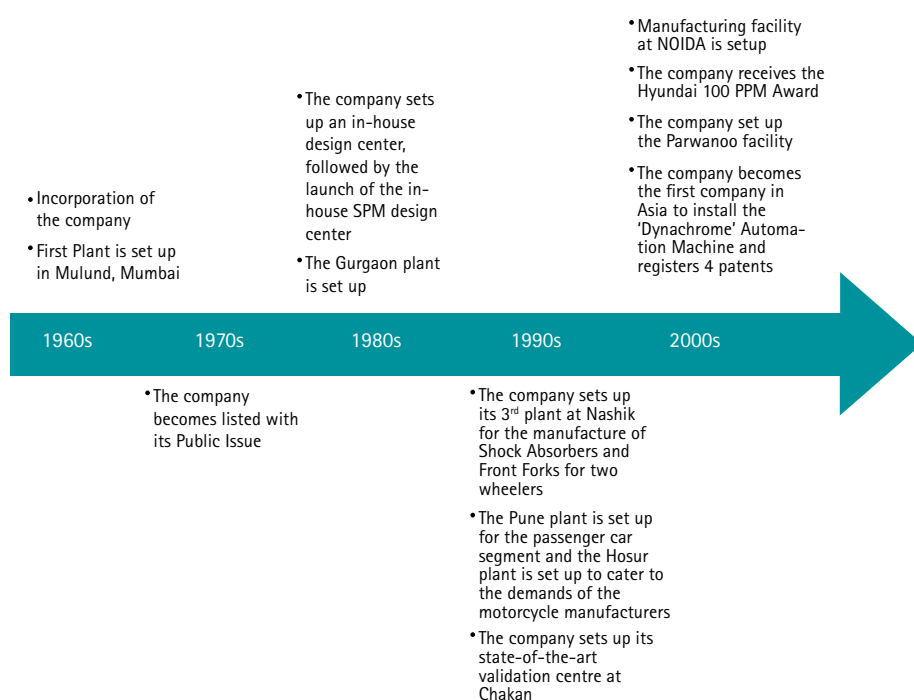 • Incorporation of
the company
• First Plant is set up
in Mulund, Mumbai
• The company sets
up an in-house
design center,
followed by the
launch of the in-
house SPM design
center
• The Gurgaon plant
is set up
• Manufacturing facility
at NOIDA is setup
• The company receives the
Hyundai 100 PPM Award
• The company set up
the Parwanoo facility
• The company becomes
the first company in
Asia to install the
'Dynachrome' Automa-
tion Machine and
registers 4 patents
1960s 1970s 1980s 1990s 2000s
• The company
becomes listed with
its Public Issue
• The company sets up
its 3rd plant at Nashik
for the manufacture of
Shock Absorbers and
Front Forks for two
wheelers
• The Pune plant is set up
for the passenger car
segment and the Hosur
plant is set up to cater to
the demands of the
motorcycle manufacturers
• The company sets up its
state-of-the-art
validation centre at
Chakan